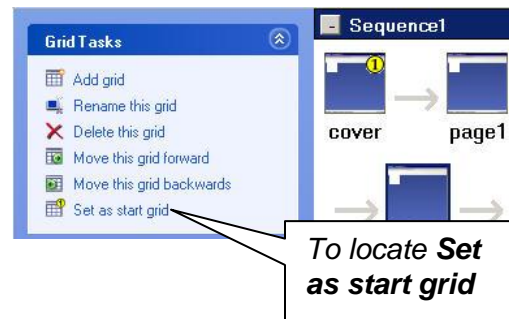 Grid Tasks
Add grid
Rename this grid
Delete this grid
Move this grid forward
Move this grid backwards
Set as start grid
Sequence1
1
cover
page1
To locate Set
as start grid